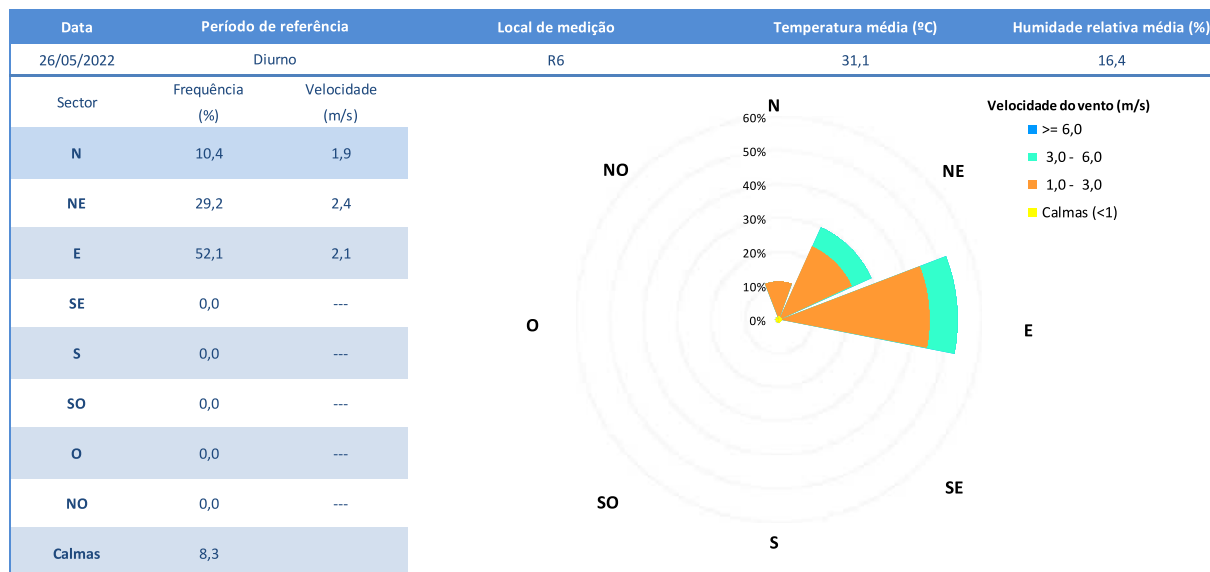 Data Período de referência Local de medição Temperatura média (ºC) Humidade relativa média (%)
26/05/2022 Diurno R6 31,1 16,4
Sector Frequência (%) Velocidade (m/s)
N 10,4 1,9
NE 29,2 2,4
E 52,1 2,1
SE 0,0 ---
S 0,0 ---
SO 0,0 ---
O 0,0 ---
NO 0,0 ---
Calmas 8,3
N
60%
50%
40%
30%
20%
10%
0%
NO
NE
O
E
SO
SE
S
Velocidade do vento (m/s)
>= 6,0
3,0 - 6,0
1,0 - 3,0
Calmas (<1)